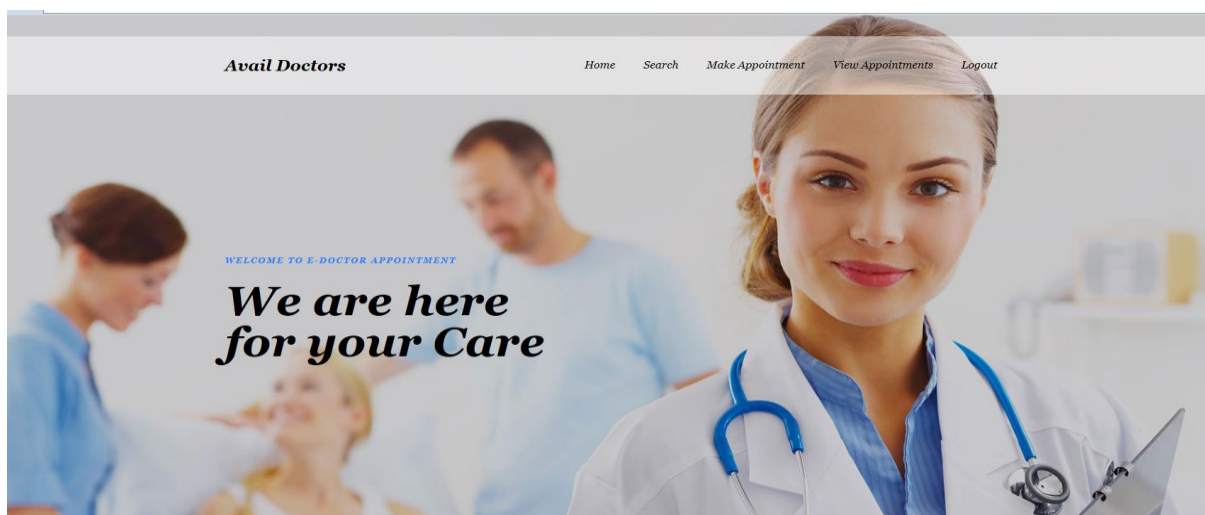 Avail Doctors
Home Search Make Appointment View Appointments Logout
WELCOME TO E-DOCTOR APPOINTMENT
We are here
for your Care